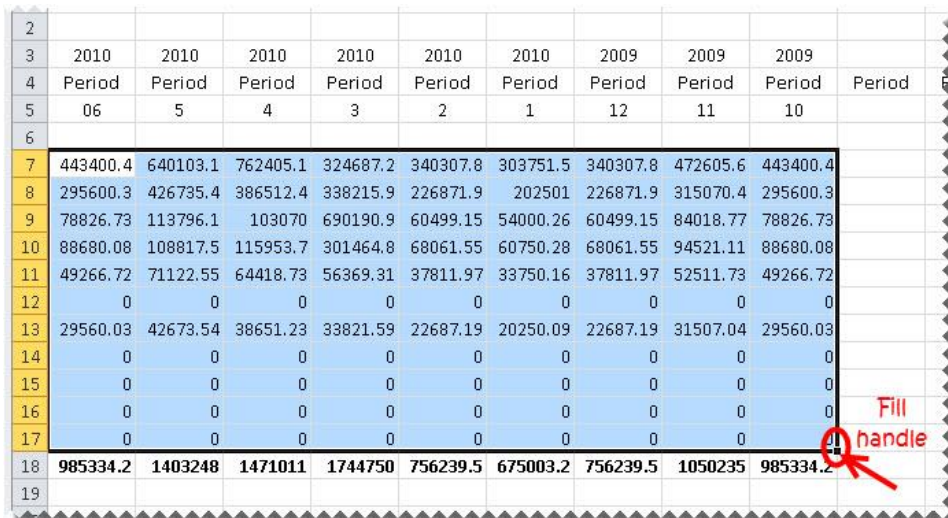 2
3 2010 2010 2010 2010 2010 2010 2009 2009 2009
4 Period Period Period Period Period Period Period Period Period Period
5 06 5 4 3 2 1 12 11 10
6
7 443400.4 640103.1 762405.1 324687.2 340307.8 303751.5 340307.8 472605.6 443400.4
8 295600.3 426735.4 386512.4 338215.9 226871.9 202501 226871.9 315070.4 295600.3
9 78826.73 113796.1 103070 690190.9 60499.15 54000.26 60499.15 84018.77 78826.73
10 88680.08 108817.5 115953.7 301464.8 68061.55 60750.28 68061.55 94521.11 88680.08
11 49266.72 71122.55 64418.73 56369.31 37811.97 33750.16 37811.97 52511.73 49266.72
12 0 0 0 0 0 0 0 0 0
13 29560.03 42673.54 38651.23 33821.59 22687.19 20250.09 22687.19 31507.04 29560.03
14 0 0 0 0 0 0 0 0 0
15 0 0 0 0 0 0 0 0 0
16 0 0 0 0 0 0 0 0 0 Fill
17 0 0 0 0 0 0 0 0 0 handle
18 985334.2 1403248 1471011 1744750 756239.5 675003.2 756239.5 1050235 985334.2
19